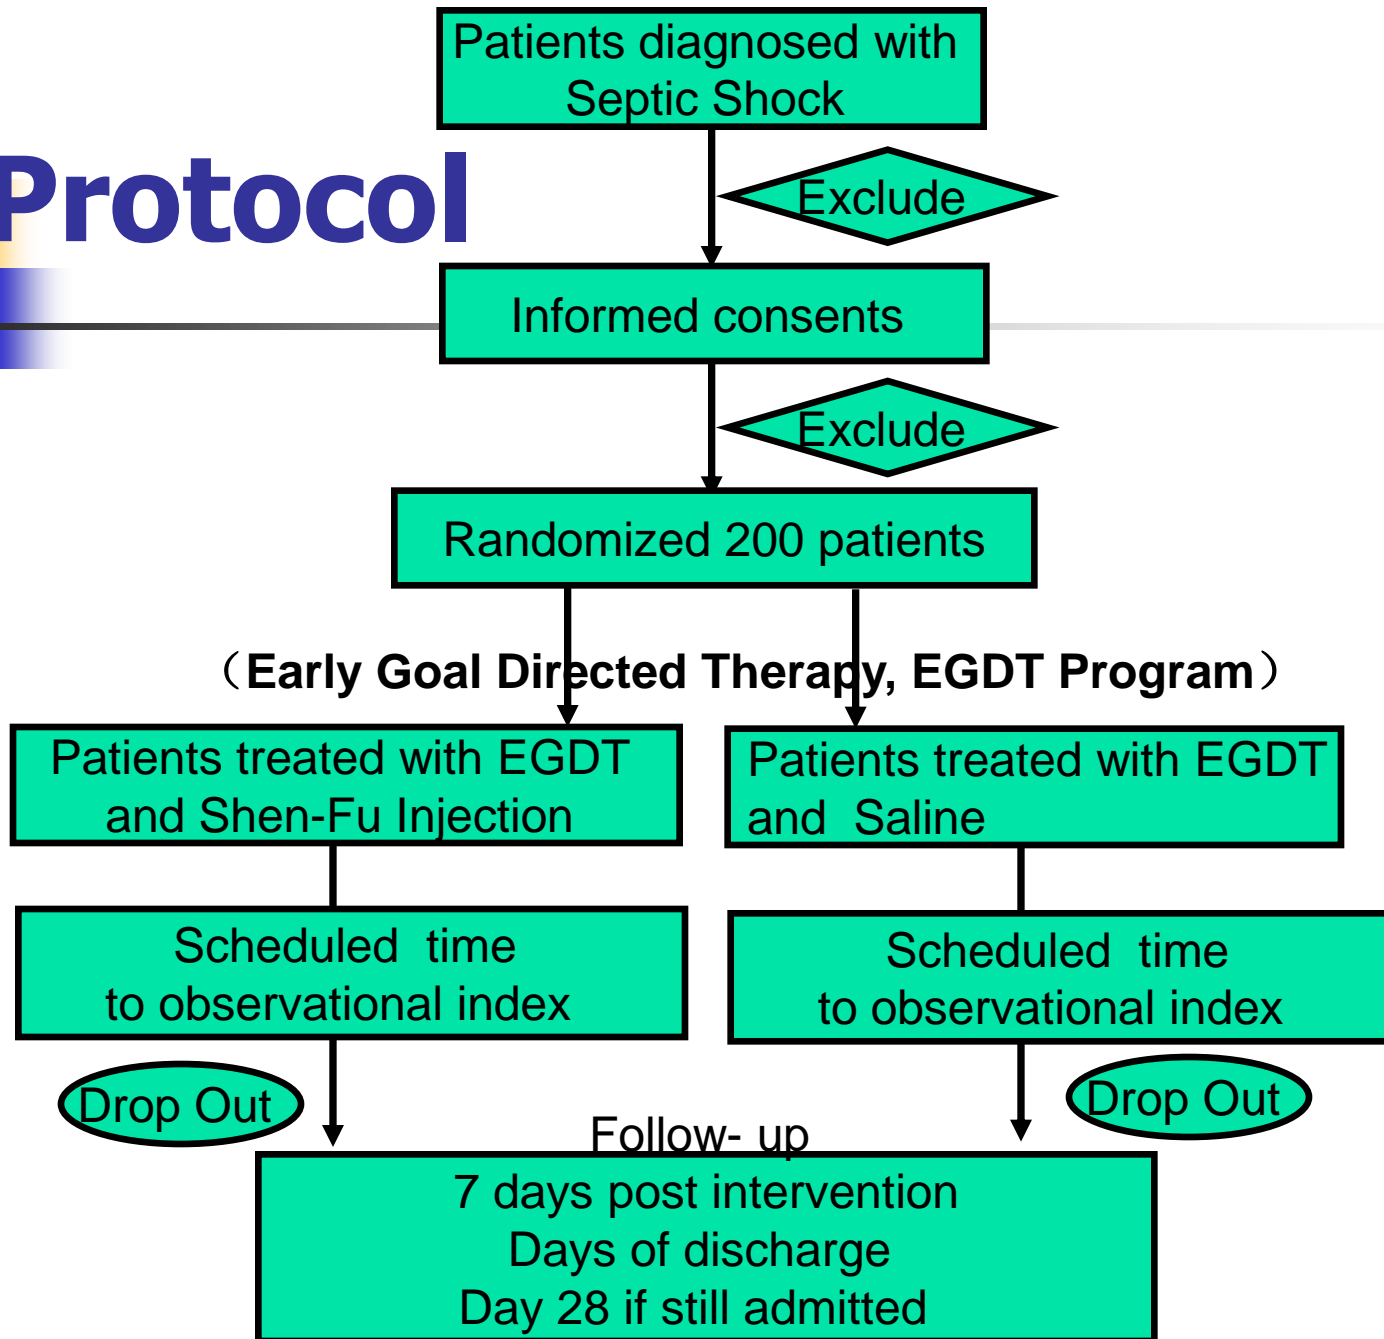 Patients diagnosed with
Septic Shock
Protocol
Exclude
Informed consents
Exclude
Randomized 200 patients
（Early Goal Directed Therapy, EGDT Program）
Patients treated with EGDT
and Shen-Fu Injection
Patients treated with EGDT
and  Saline
Scheduled  time
to observational index
Scheduled  time
to observational index
Drop Out
Drop Out
Follow- up
7 days post intervention
Days of discharge
Day 28 if still admitted